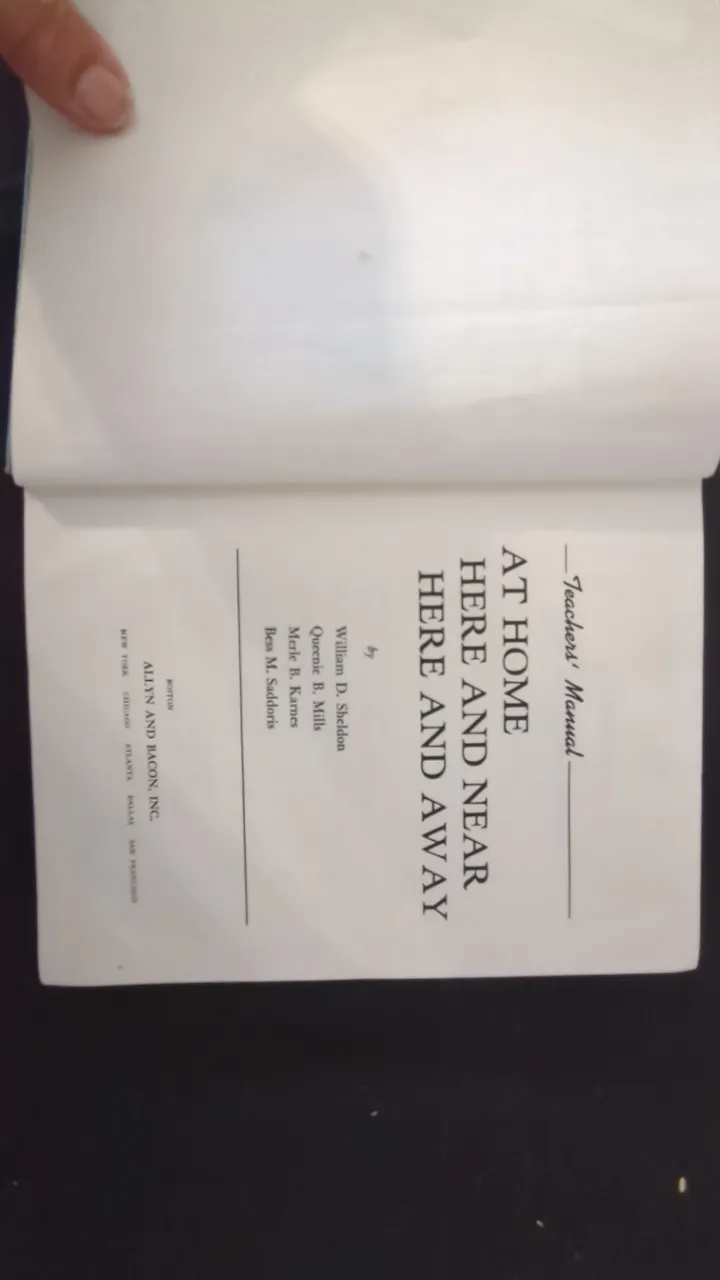 Teachers' Manual
AT HOME
HERE AND NEAR
HERE AND AWAY
by
William D. Sheldon
Queenie B. Mills
Merle B. Karnes
Bess M. Saddoris
BOSTON
ALLYN AND BACON, INC.
NEW YORK CHICAGO ATLANTA DALLAS SAN FRANCISCO